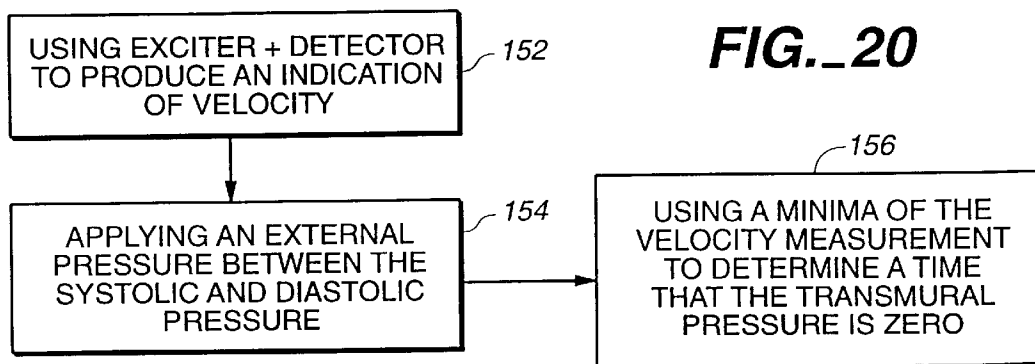 USING EXCITER + DETECTOR
TO PRODUCE AN INDICATION
OF VELOCITY
152
FIG._20
APPLYING AN EXTERNAL
PRESSURE BETWEEN THE
SYSTOLIC AND DIASTOLIC
PRESSURE
154
156
USING A MINIMA OF THE
VELOCITY MEASUREMENT
TO DETERMINE A TIME
THAT THE TRANSMURAL
PRESSURE IS ZERO